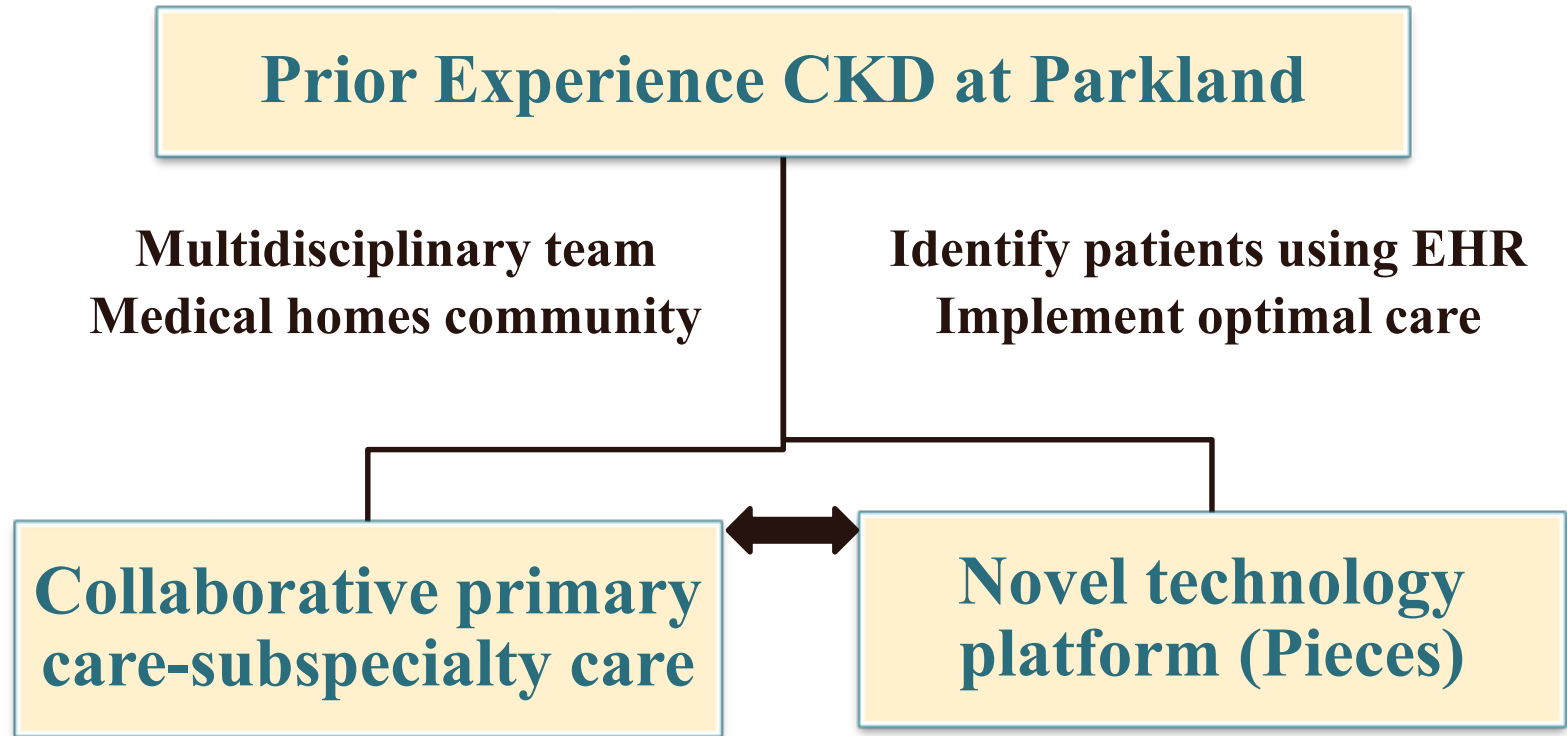 Prior Experience CKD at Parkland
Multidisciplinary team
Medical homes community
Identify patients using EHR
Implement optimal care
Collaborative primary
care-subspecialty care
Novel technology
platform (Pieces)